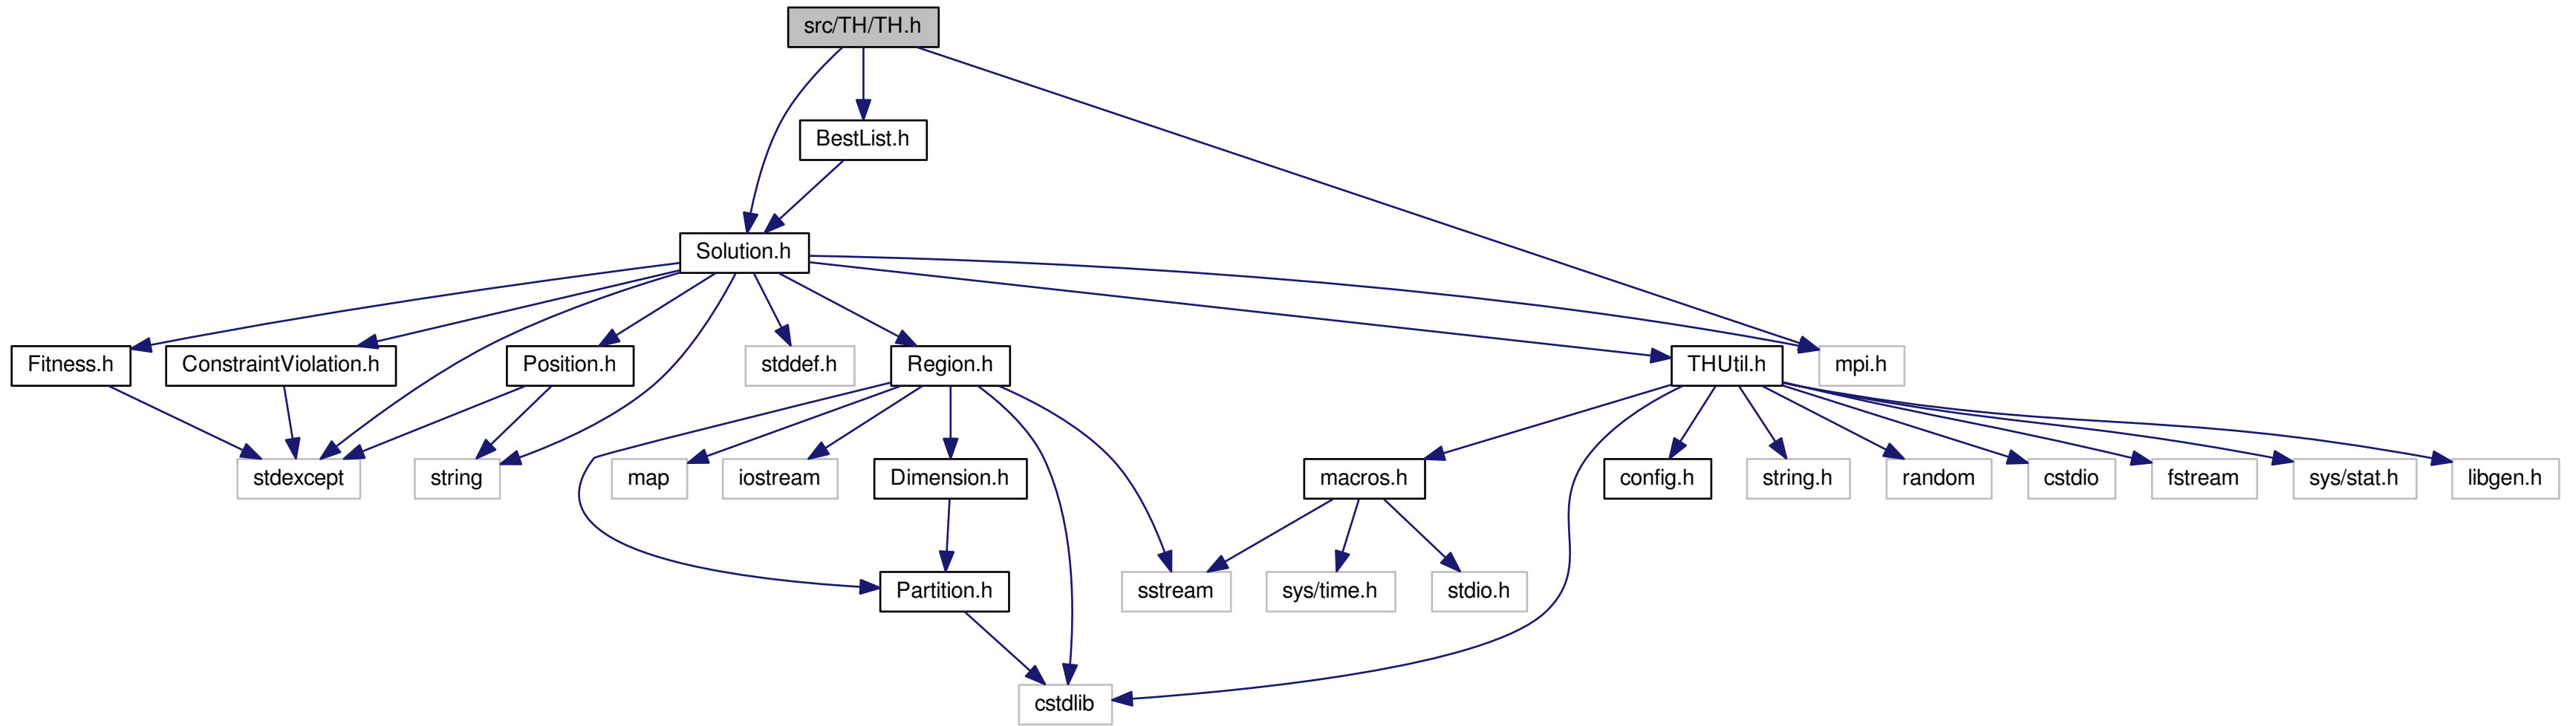 src/TH/TH.h
BestList.h
Solution.h
Fitness.h
ConstraintViolation.h
Position.h
stddef.h
Region.h
THUtil.h
mpi.h
stdexcept
string
map
iostream
Dimension.h
macros.h
config.h
string.h
random
cstdio
fstream
sys/stat.h
libgen.h
Partition.h
sstream
sys/time.h
stdio.h
cstdlib